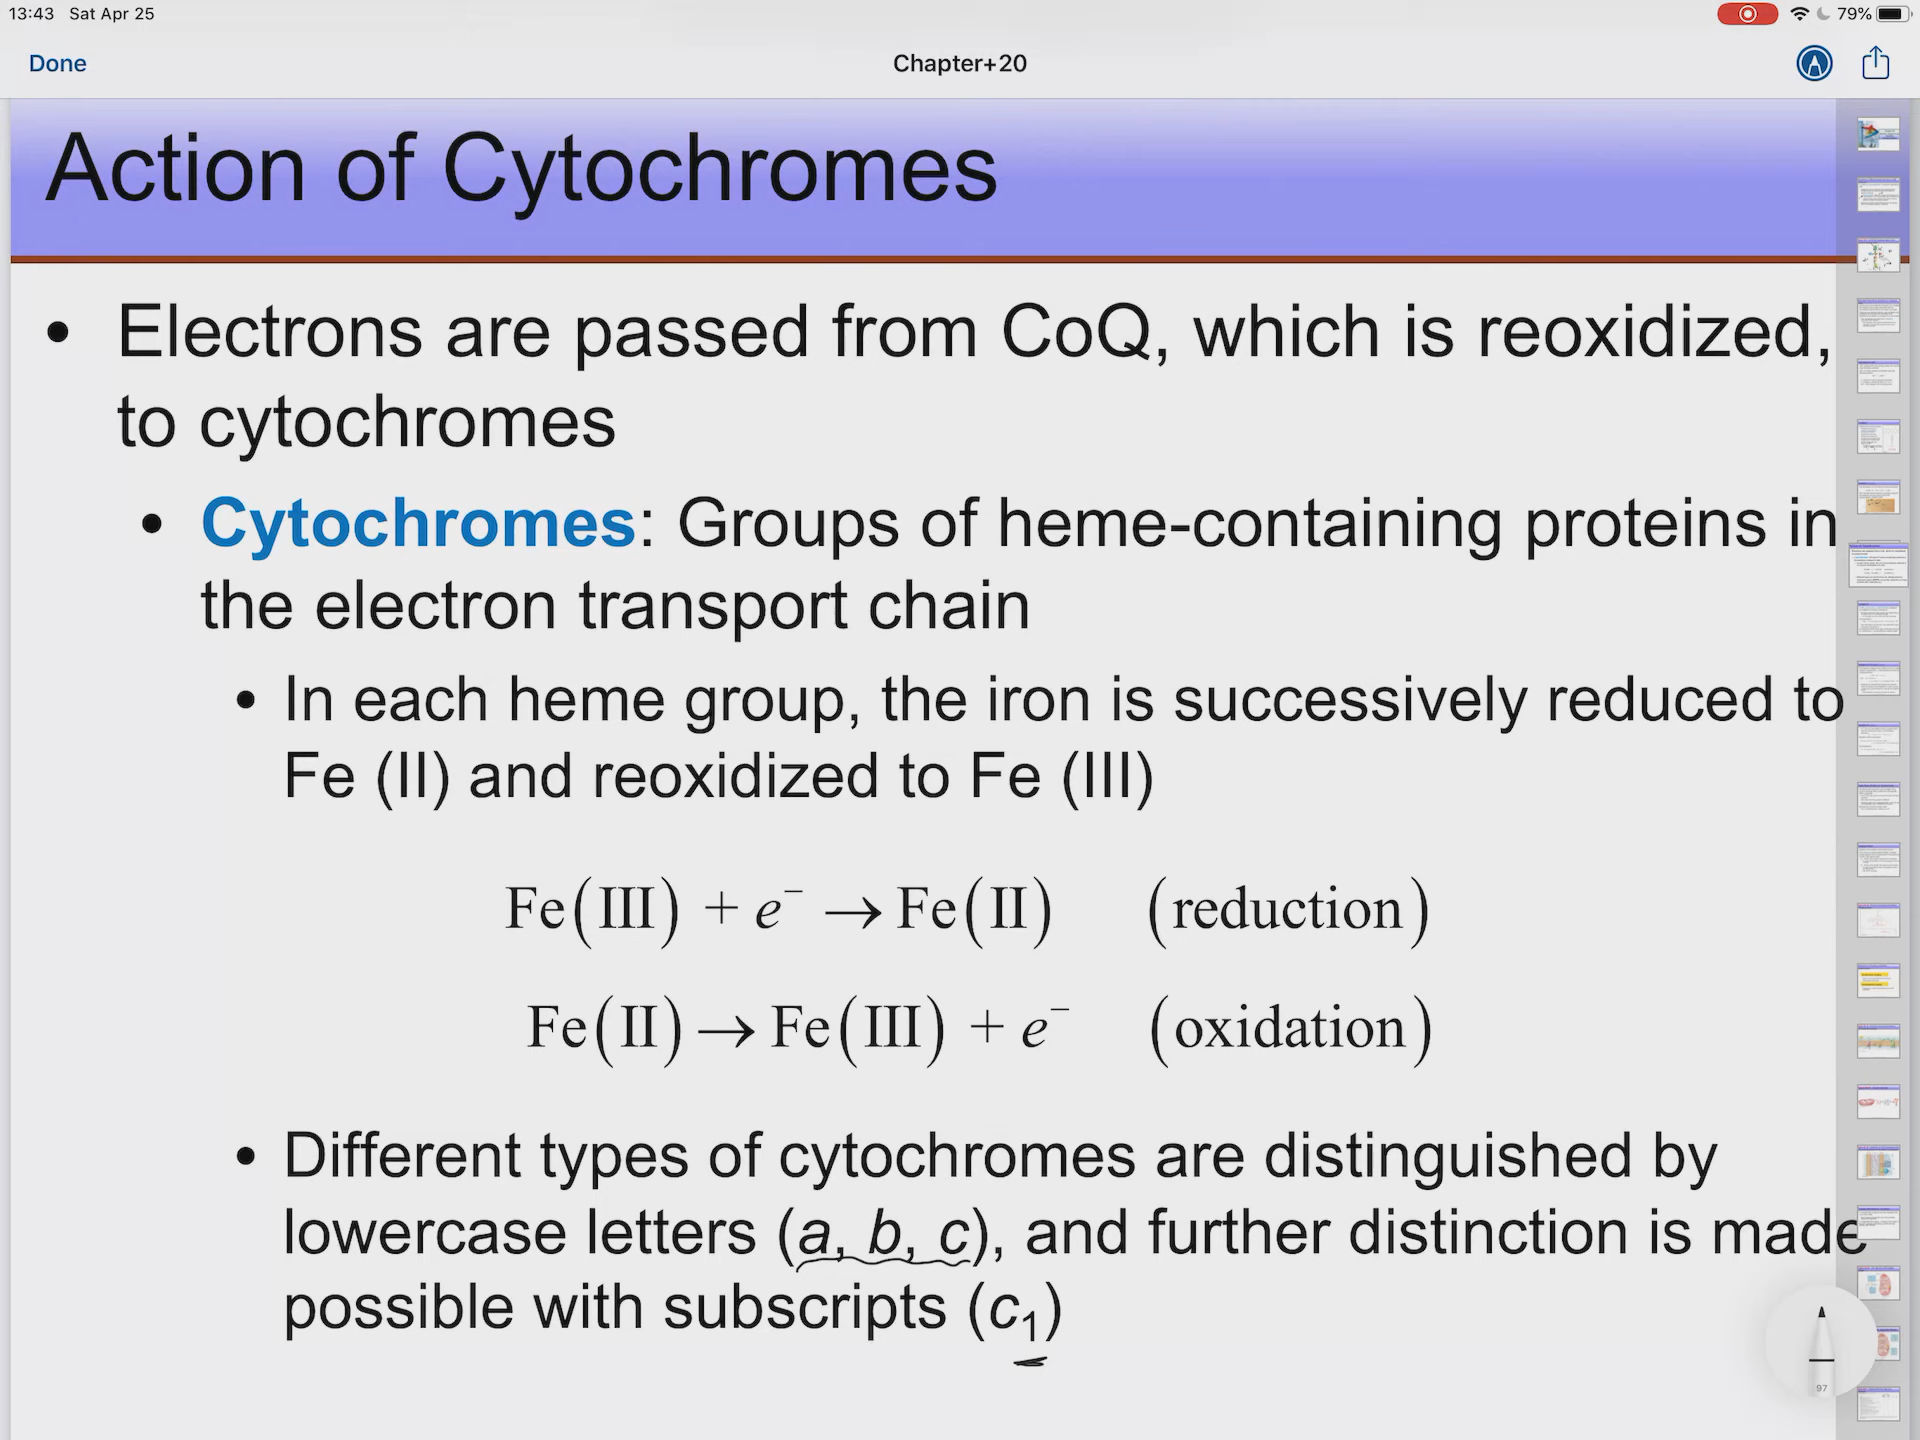 13:43 Sat Apr 25
79%
Done
Chapter+20
Action of Cytochromes
• Electrons are passed from CoQ, which is reoxidized,
to cytochromes
• Cytochromes: Groups of heme-containing proteins in
the electron transport chain
• In each heme group, the iron is successively reduced to
Fe (II) and reoxidized to Fe (III)
Fe(III) + e⁻ → Fe(II) (reduction)
Fe(II) → Fe(III) + e⁻ (oxidation)
• Different types of cytochromes are distinguished by
lowercase letters (a, b, c), and further distinction is made
possible with subscripts (c₁)
97